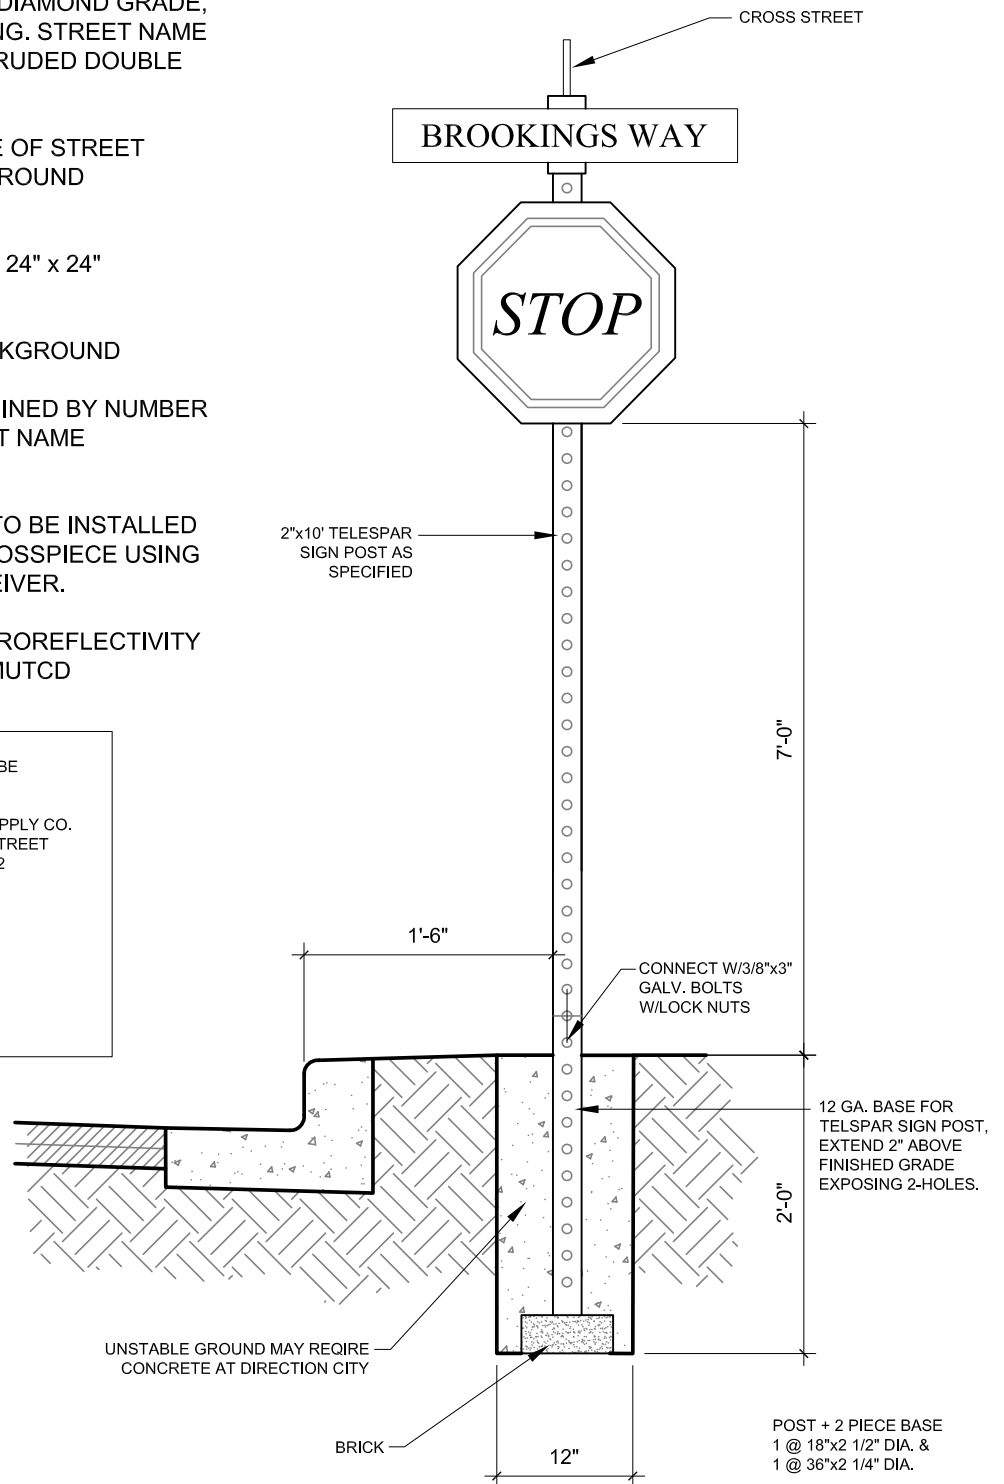 DIAMOND GRADE,
NG. STREET NAME
RUDED DOUBLE
E OF STREET
ROUND
24" x 24"
KGROUND
INED BY NUMBER
T NAME
TO BE INSTALLED
OSSPIECE USING
EIVER.
ROREFLECTIVITY
MUTCD
BE
PPLY CO.
TREET
2
CROSS STREET
BROOKINGS WAY
STOP
2"x10' TELESPAR
SIGN POST AS
SPECIFIED
7'-0"
1'-6"
CONNECT W/3/8"x3"
GALV. BOLTS
W/LOCK NUTS
12 GA. BASE FOR
TELSPAR SIGN POST,
EXTEND 2" ABOVE
FINISHED GRADE
EXPOSING 2-HOLES.
2'-0"
UNSTABLE GROUND MAY REQIRE
CONCRETE AT DIRECTION CITY
BRICK
12"
POST + 2 PIECE BASE
1 @ 18"x2 1/2" DIA. &
1 @ 36"x2 1/4" DIA.